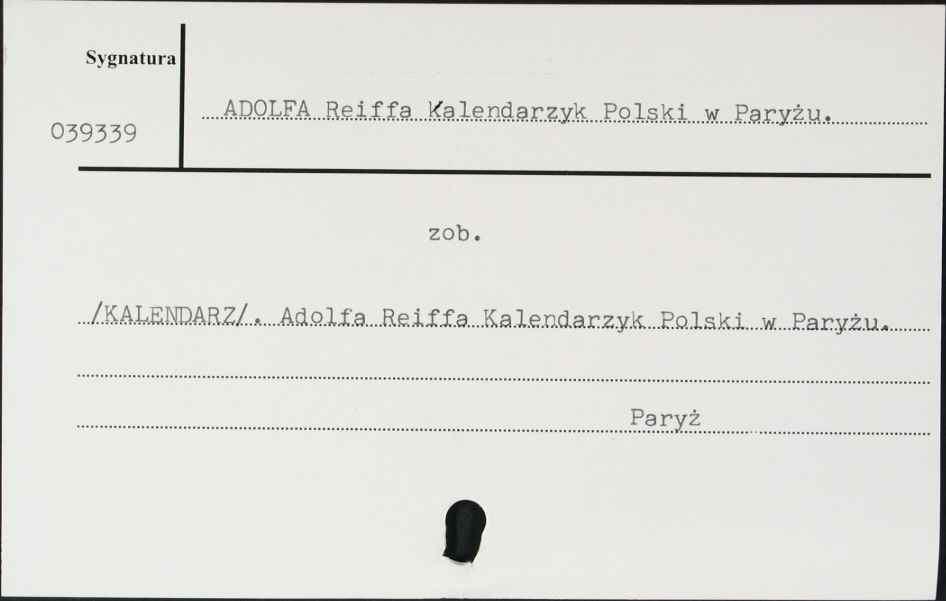 Sygnatura
039339
ADOLFA Reiffa Kalendarzyk Polski w Paryżu.
zob.
/KALENDARZ/. Adolfa Reiffa Kalendarzyk Polski w Paryżu.
Paryż